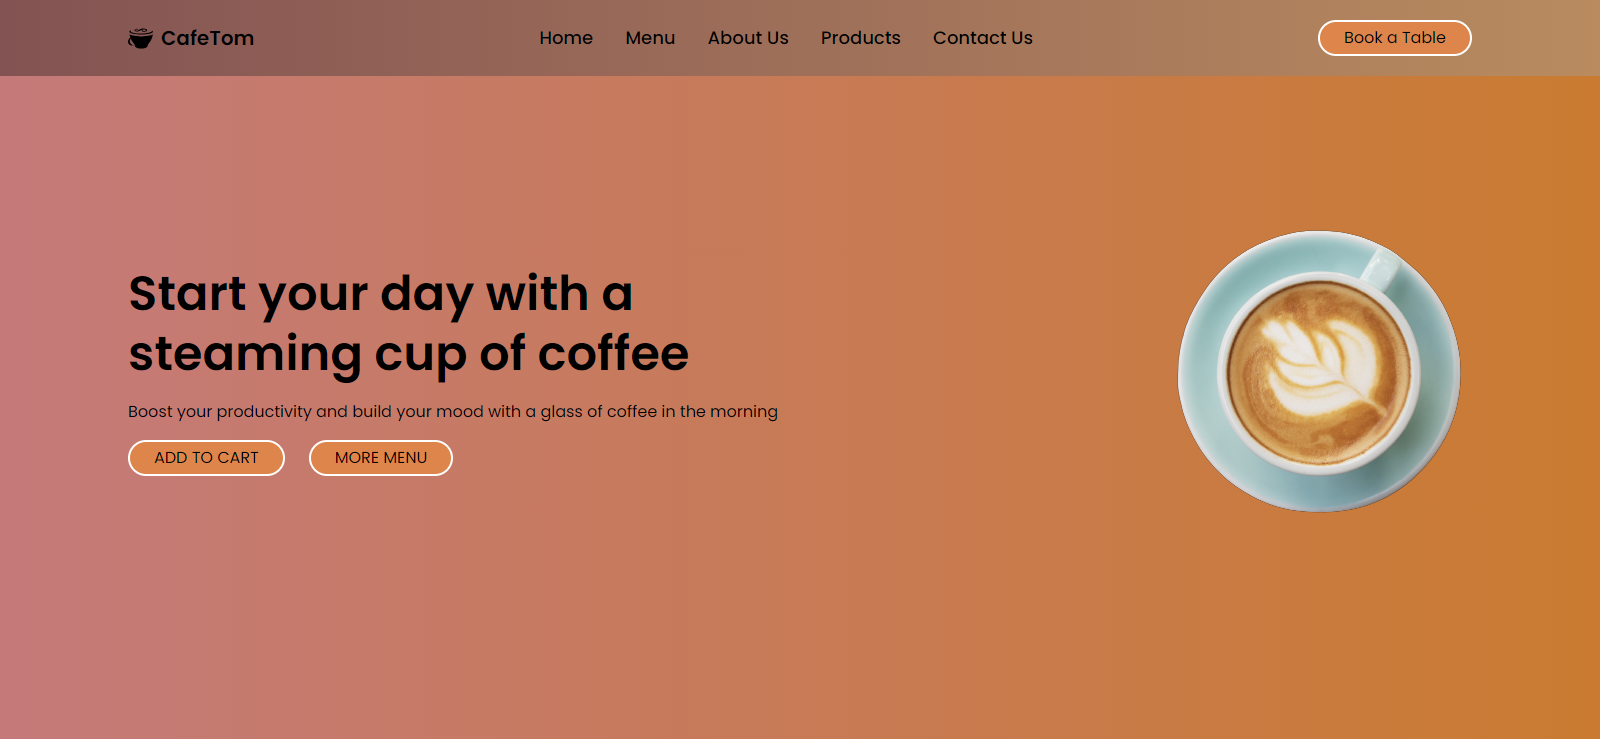 CafeTom
Home
Menu
About Us
Products
Contact Us
Book a Table
Start your day with a
steaming cup of coffee
Boost your productivity and build your mood with a glass of coffee in the morning
ADD TO CART
MORE MENU